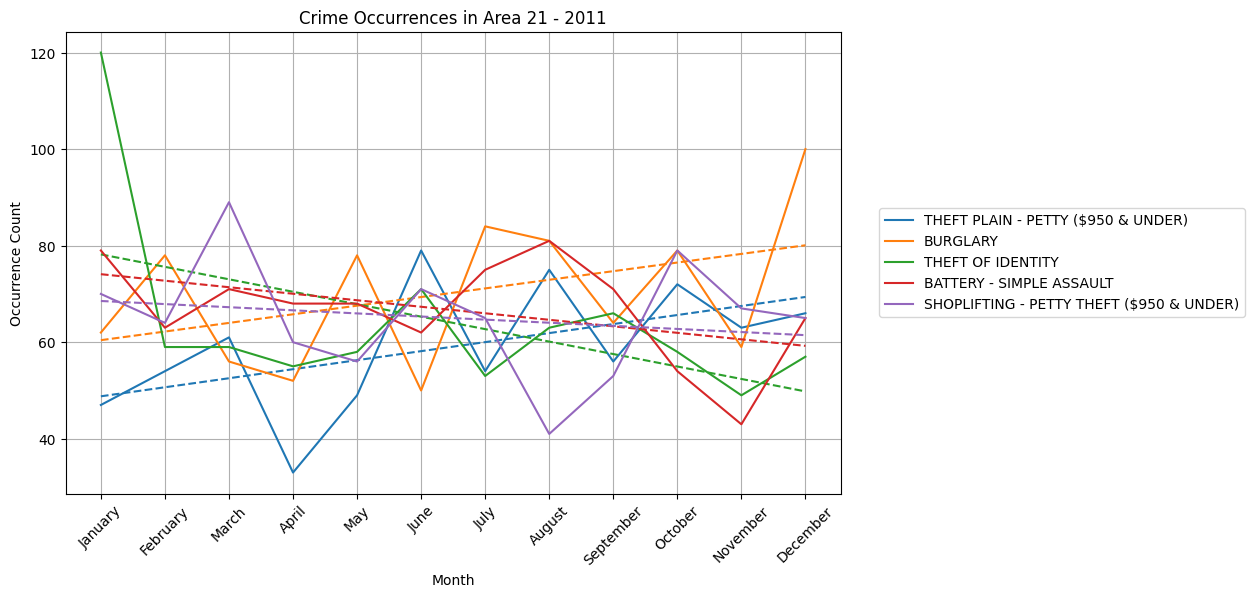 Crime Occurrences in Area 21 - 2011
120
100
80
60
40
Occurrence Count
January
February
March
April
May
June
July
August
September
October
November
December
Month
THEFT PLAIN - PETTY ($950 & UNDER)
BURGLARY
THEFT OF IDENTITY
BATTERY - SIMPLE ASSAULT
SHOPLIFTING - PETTY THEFT ($950 & UNDER)